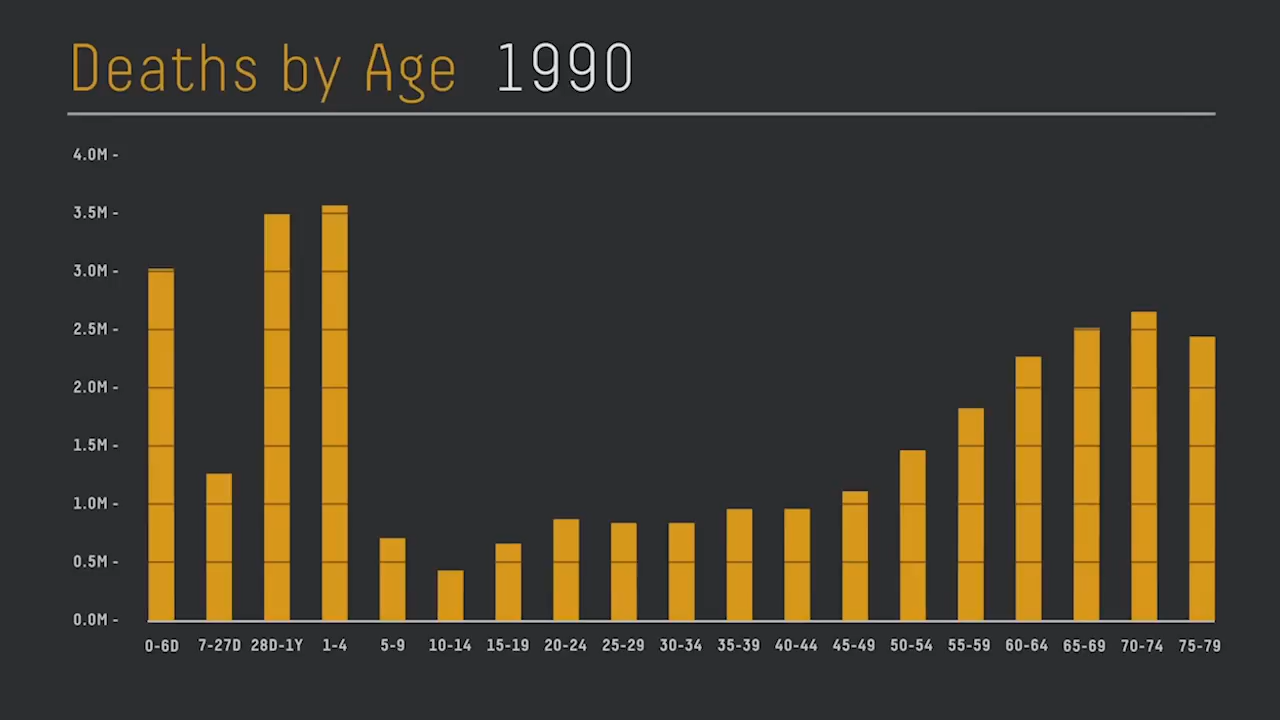 Deaths by Age 1990
4.0M -
3.5M -
3.0M -
2.5M -
2.0M -
1.5M -
1.0M -
0.5M -
0.0M -
0-6D 7-27D 28D-1Y 1-4 5-9 10-14 15-19 20-24 25-29 30-34 35-39 40-44 45-49 50-54 55-59 60-64 65-69 70-74 75-79